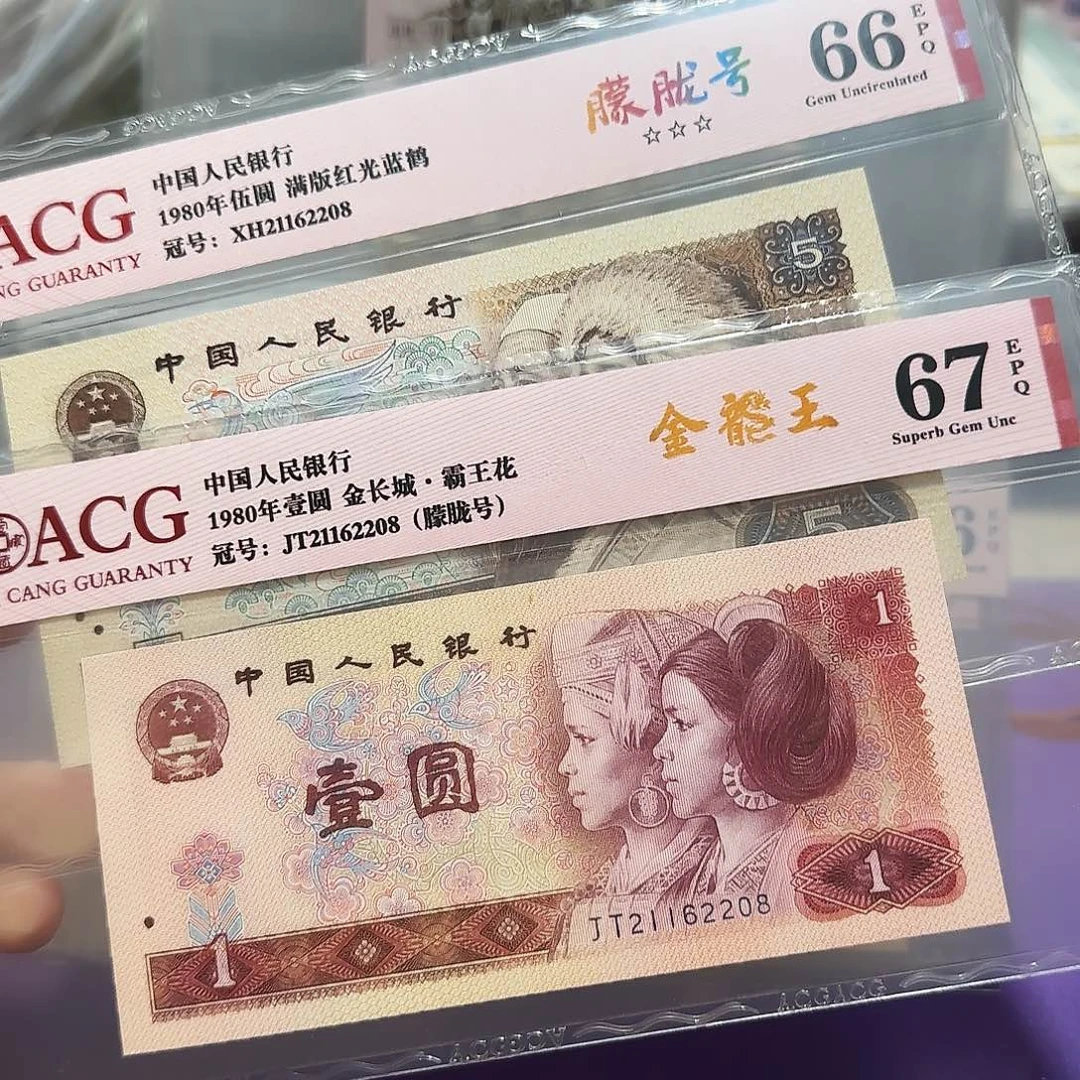 朦胧号
☆☆☆
66
EPQ
Gem Uncirculated
ACG
NG GUARANTY
中国人民银行
1980年伍圆 满版红光蓝鹤
冠号：XH21162208
中国人民银行
5
金龍王
67
EPQ
Superb Gem Unc
ACG
CANG GUARANTY
中国人民银行
1980年壹圆 金长城·霸王花
冠号：JT21162208（朦胧号）
5
中国人民银行
1
壹圆
1
JT21162208
1
ACGACG